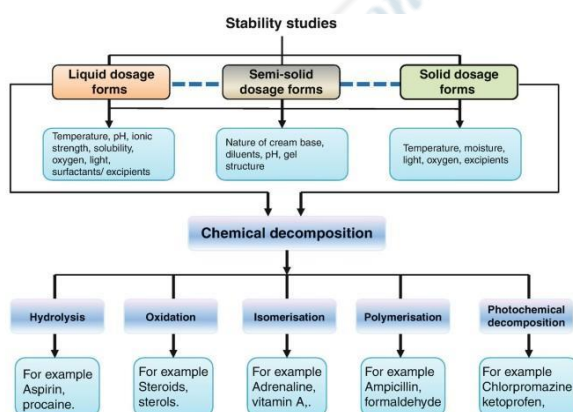 Stability studies
Liquid dosage
forms
Semi-solid
dosage forms
Solid dosage
forms
Temperature, pH, ionic
strength, solubility,
oxygen, light,
surfactants/ excipients
Nature of cream base,
diluents, pH, gel
structure
Temperature, moisture,
light, oxygen, excipients
Chemical decomposition
Hydrolysis
Oxidation
Isomerisation
Polymerisation
Photochemical
decomposition
For example
Aspirin,
procaine.
For example
Steroids,
sterols.
For example
Adrenaline,
vitamin A,.
For example
Ampicillin,
formaldehyde
For example
Chlorpromazine
ketoprofen,